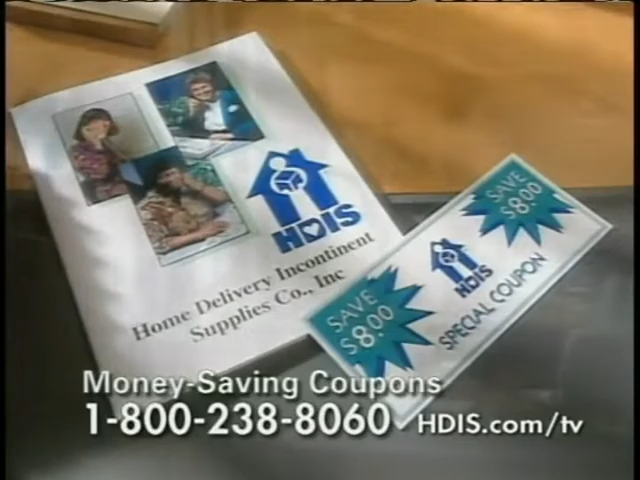 HDIS
Home Delivery Incontinent
Supplies Co., Inc
SAVE
$8.00
HDIS
SPECIAL COUPON
SAVE
$8.00
Money-Saving Coupons
1-800-238-8060 HDIS.com/tv